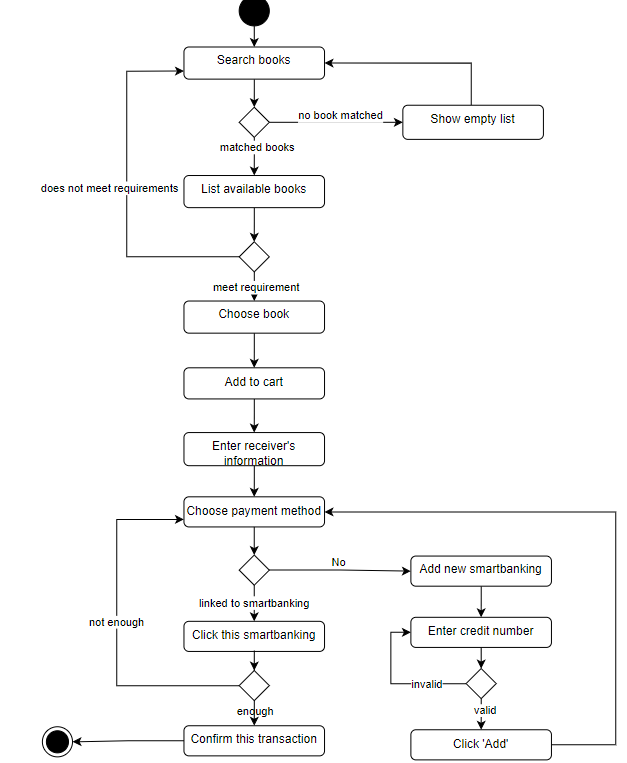 Search books
no book matched
Show empty list
matched books
does not meet requirements
List available books
meet requirement
Choose book
Add to cart
Enter receiver's
information
Choose payment method
No
Add new smartbanking
linked to smartbanking
not enough
Click this smartbanking
Enter credit number
invalid
valid
enough
Confirm this transaction
Click 'Add'